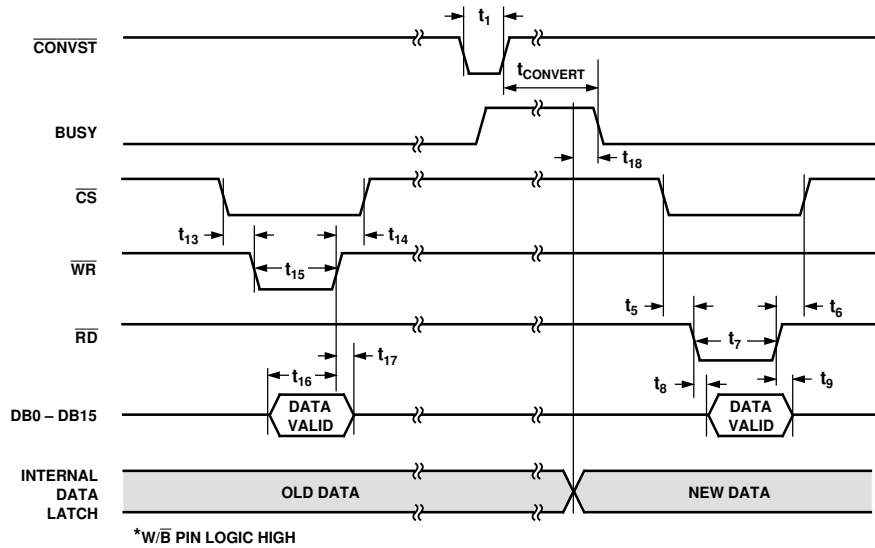 t1
CONVST
tCONVERT
BUSY
t18
CS
t13
t14
WR
t15
t5
t6
RD
t7
t17
t16
t8
t9
DB0 – DB15
DATA
VALID
DATA
VALID
INTERNAL
DATA
LATCH
OLD DATA
NEW DATA
*W/B PIN LOGIC HIGH